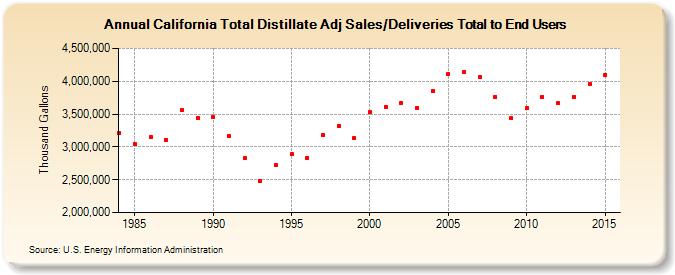 Annual California Total Distillate Adj Sales/Deliveries Total to End Users
Thousand Gallons
4,500,000
4,000,000
3,500,000
3,000,000
2,500,000
2,000,000
1985 1990 1995 2000 2005 2010 2015
Source: U.S. Energy Information Administration